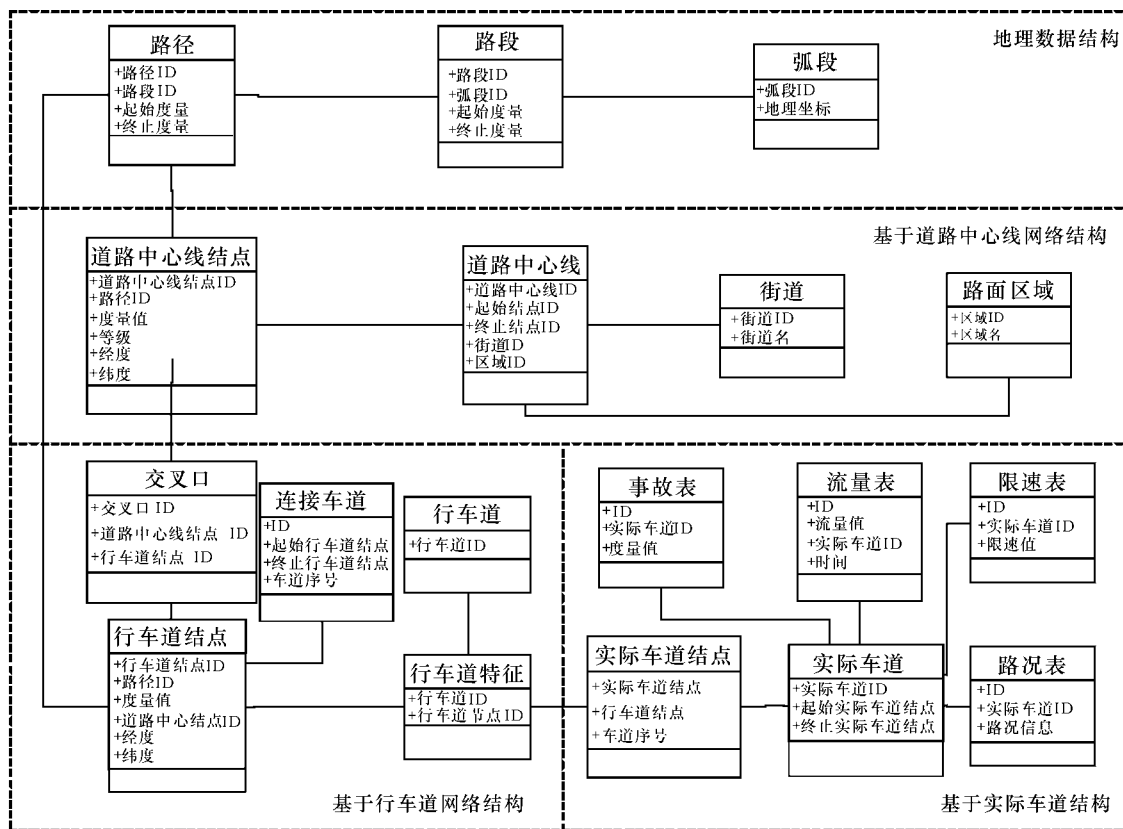 地理数据结构
路径
+路径ID
+路段ID
+起始度量
+终止度量
路段
+路段ID
+弧段ID
+起始度量
+终止度量
弧段
+弧段ID
+地理坐标
基于道路中心线网络结构
道路中心线结点
+道路中心线结点ID
+路径ID
+度量值
+等级
+经度
+纬度
道路中心线
+道路中心线ID
+起始结点ID
+终止结点ID
+街道ID
+区域ID
街道
+街道ID
+街道名
路面区域
+区域ID
+区域名
交叉口
+交叉口ID
+道路中心线结点 ID
+行车道结点 ID
连接车道
+ID
+起始行车道结点
+终止行车道结点
+车道序号
行车道
+行车道ID
行车道结点
+行车道结点ID
+路径ID
+度量值
+道路中心结点ID
+经度
+纬度
行车道特征
+行车道ID
+行车道节点ID
基于行车道网络结构
事故表
+ID
+实际车道ID
+度量值
流量表
+ID
+流量值
+实际车道ID
+时间
限速表
+ID
+实际车道ID
+限速值
实际车道结点
+实际车道结点
+行车道结点
+车道序号
实际车道
+实际车道ID
+起始实际车道结点
+终止实际车道结点
路况表
+ID
+实际车道ID
+路况信息
基于实际车道结构